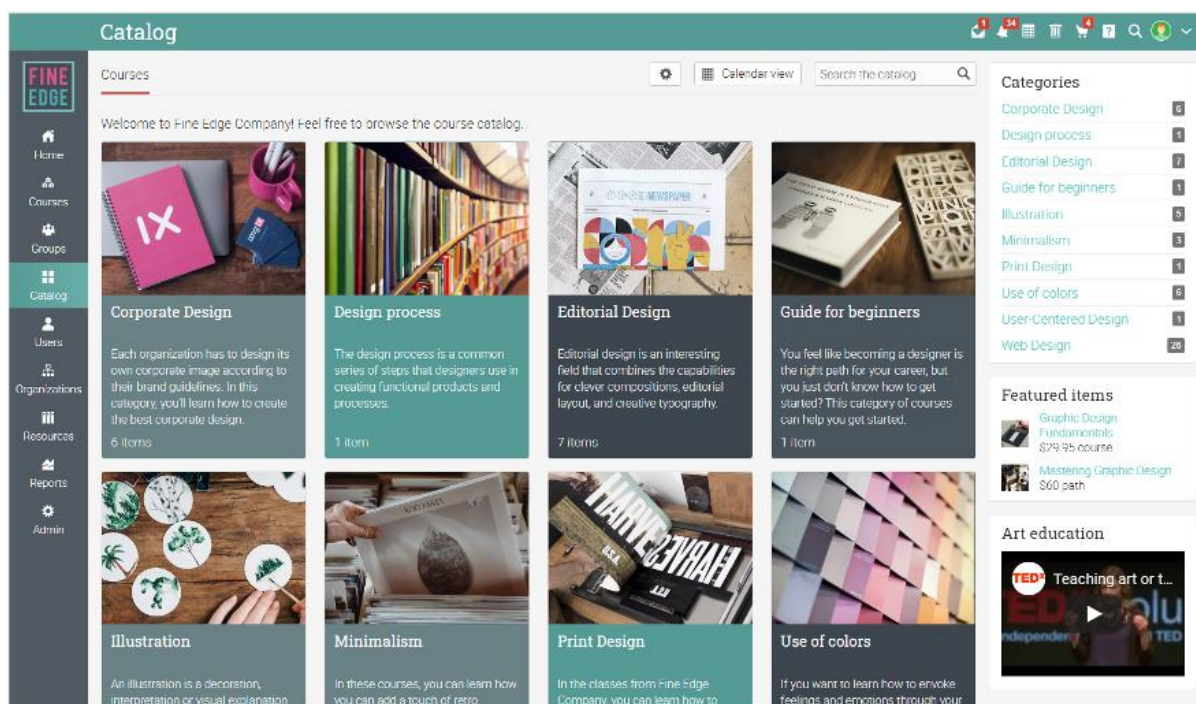 Catalog
1
34
4
?
FINE
EDGE
Home
Courses
Groups
Catalog
Users
Organizations
Resources
Reports
Admin
Courses
Calendar view
Search the catalog
Welcome to Fine Edge Company! Feel free to browse the course catalog.
IX
Corporate Design
Each organization has to design its
own corporate image according to
their brand guidelines. In this
category, you'll learn how to create
the best corporate design.
6 items
Design process
The design process is a common
series of steps that designers use in
creating functional products and
processes.
1 item
NEWSPAPER
Editorial Design
Editorial design is an interesting
field that combines the capabilities
for clever compositions, editorial
layout, and creative typography.
7 items
Guide for beginners
You feel like becoming a designer is
the right path for your career, but
you just don't know how to get
started? This category of courses
can help you get started.
1 item
Illustration
An illustration is a decoration,
interpretation or visual explanation
Minimalism
In these courses, you can learn how
you can add a touch of retro
HARVEST
HARVEST
U.S.A.
Print Design
In the classes from Fine Edge
Company, you can learn how to
Use of colors
If you want to learn how to envoke
feelings and emotions through your
Categories
Corporate Design 6
Design process 1
Editorial Design 7
Guide for beginners 1
Illustration 5
Minimalism 3
Print Design 1
Use of colors 6
User-Centered Design 1
Web Design 26
Featured items
Graphic Design
Fundamentals
$29.95 course
Mastering Graphic Design
$60 path
Art education
TEDx Teaching art or t...
independen
TED